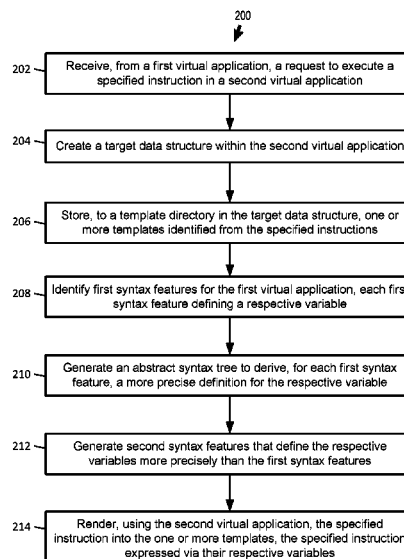 200
202
Receive, from a first virtual application, a request to execute a
specified instruction in a second virtual application
204
Create a target data structure within the second virtual application
206
Store, to a template directory in the target data structure, one or
more templates identified from the specified instructions
208
Identify first syntax features for the first virtual application, each first
syntax feature defining a respective variable
210
Generate an abstract syntax tree to derive, for each first syntax
feature, a more precise definition for the respective variable
212
Generate second syntax features that define the respective
variables more precisely than the first syntax features
214
Render, using the second virtual application, the specified
instruction into the one or more templates, the specified instruction
expressed via their respective variables